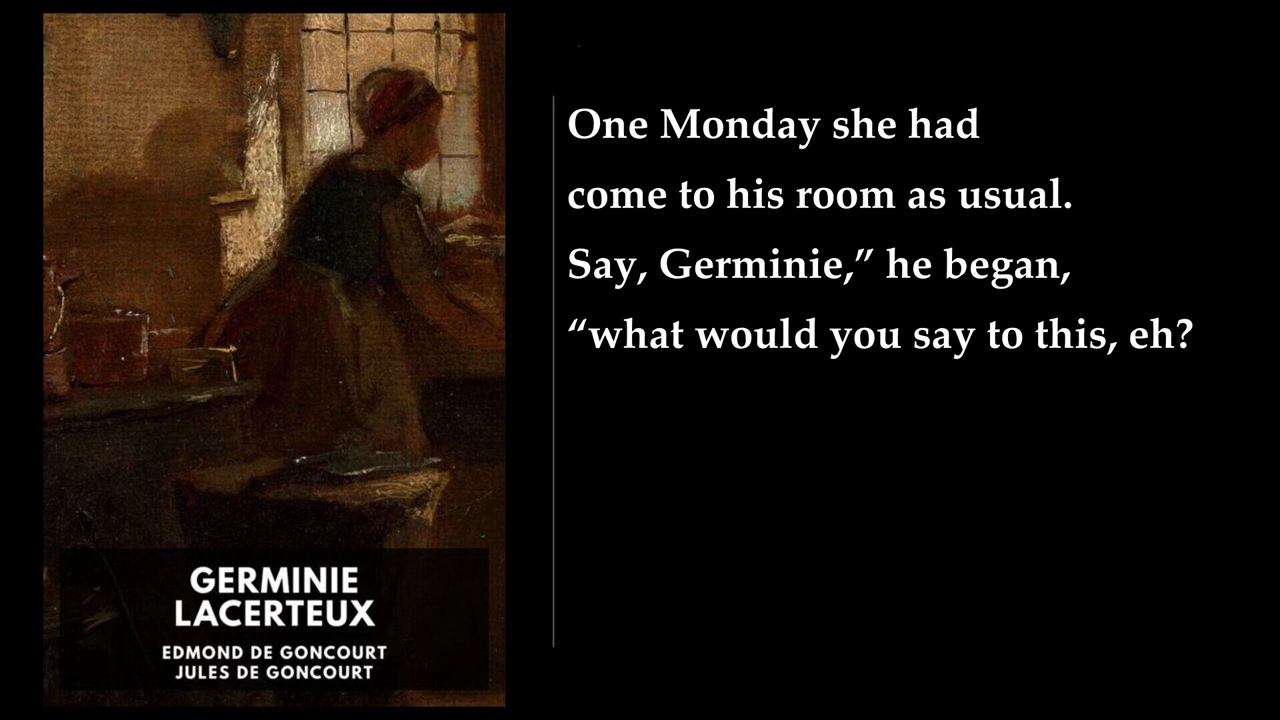 One Monday she had
come to his room as usual.
Say, Germinie,” he began,
“what would you say to this, eh?
GERMINIE
LACERTEUX
EDMOND DE GONCOURT
JULES DE GONCOURT